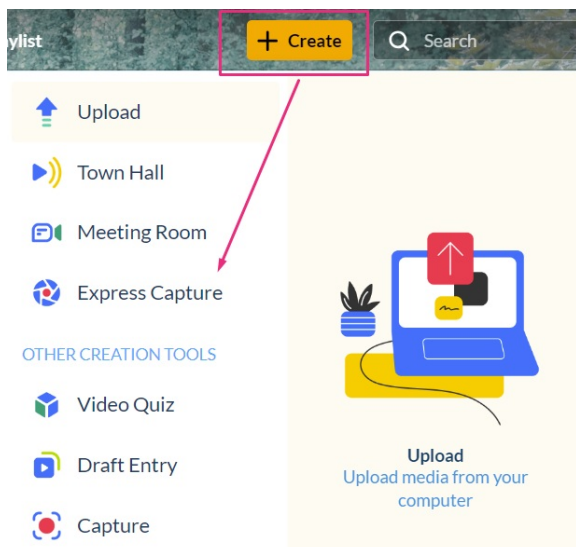 ylist
+ Create
Search
Upload
Town Hall
Meeting Room
Express Capture
OTHER CREATION TOOLS
Video Quiz
Draft Entry
Capture
Upload
Upload media from your
computer